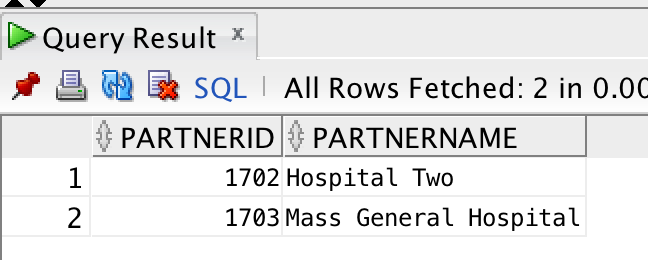 Query Result x
SQL | All Rows Fetched: 2 in 0.00
PARTNERID PARTNERNAME
1 1702 Hospital Two
2 1703 Mass General Hospital